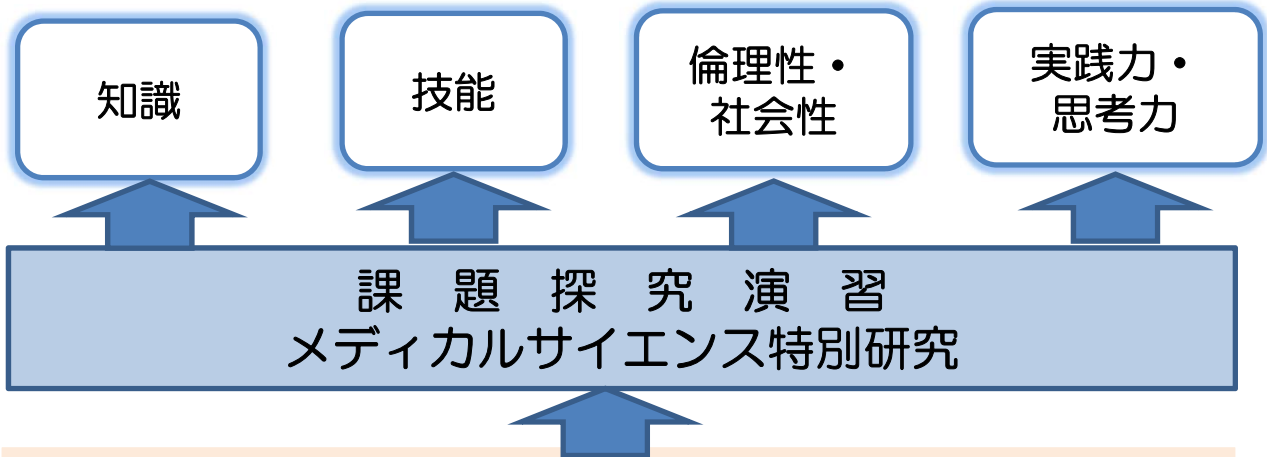 知識
技能
倫理性・
社会性
実践力・
思考力
課 題 探 究 演 習
メディカルサイエンス特別研究